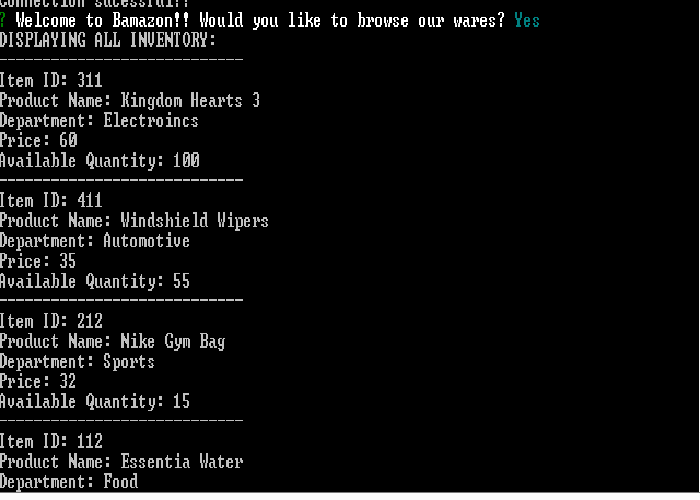 Connection sucessful!!
? Welcome to Bamazon!! Would you like to browse our wares? Yes
DISPLAYING ALL INVENTORY:
----------------------------
Item ID: 311
Product Name: Kingdom Hearts 3
Department: Electroincs
Price: 60
Available Quantity: 100
----------------------------
Item ID: 411
Product Name: Windshield Wipers
Department: Automotive
Price: 35
Available Quantity: 55
----------------------------
Item ID: 212
Product Name: Nike Gym Bag
Department: Sports
Price: 32
Available Quantity: 15
----------------------------
Item ID: 112
Product Name: Essentia Water
Department: Food